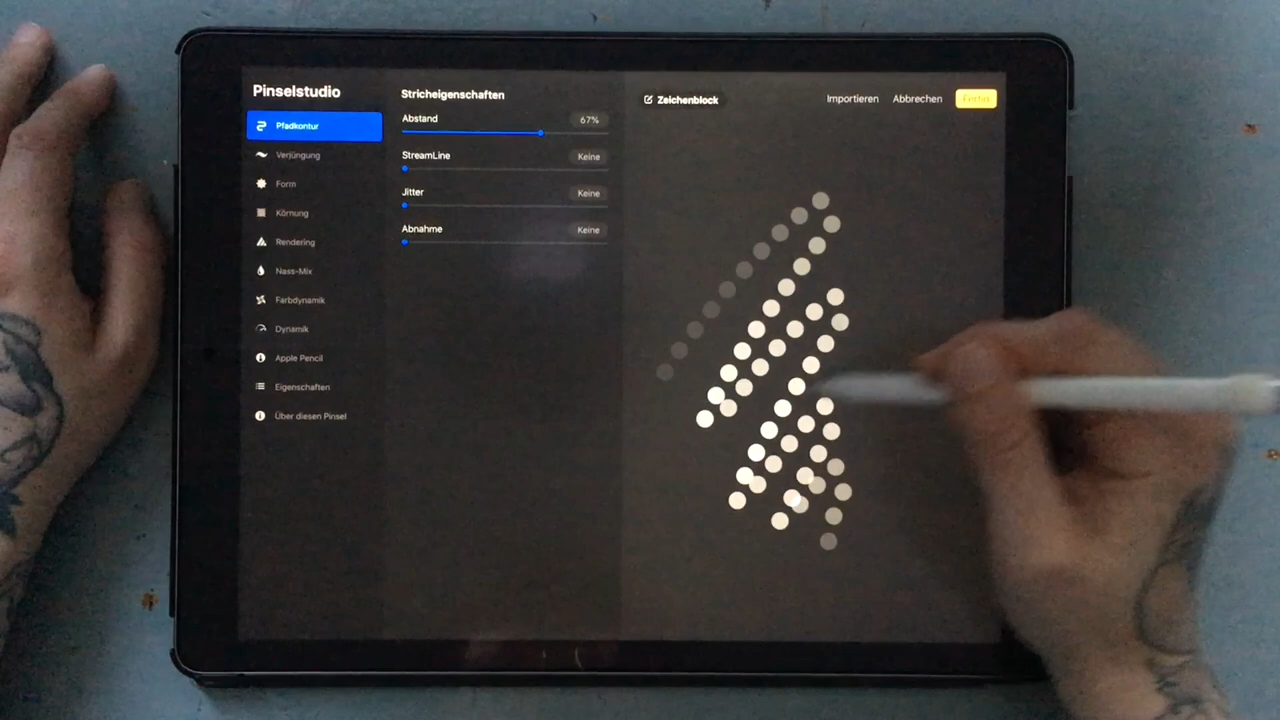 Pinselstudio
Pfadkontur
Verjüngung
Form
Körnung
Rendering
Nass-Mix
Farbdynamik
Dynamik
Apple Pencil
Eigenschaften
Über diesen Pinsel
Stricheigenschaften
Abstand 67%
StreamLine Keine
Jitter Keine
Abnahme Keine
Zeichenblock
Importieren Abbrechen Fertig